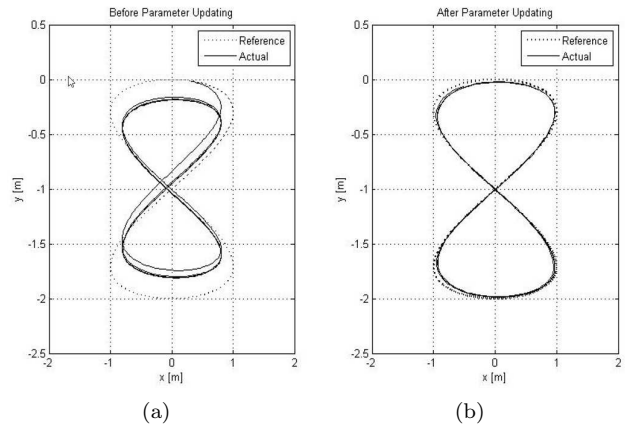 Before Parameter Updating
0.5
0
-0.5
-1
-1.5
-2
-2.5
y [m]
-2
-1
0
1
2
x [m]
Reference
Actual
(a)
After Parameter Updating
0.5
0
-0.5
-1
-1.5
-2
-2.5
y [m]
-2
-1
0
1
2
x [m]
Reference
Actual
(b)